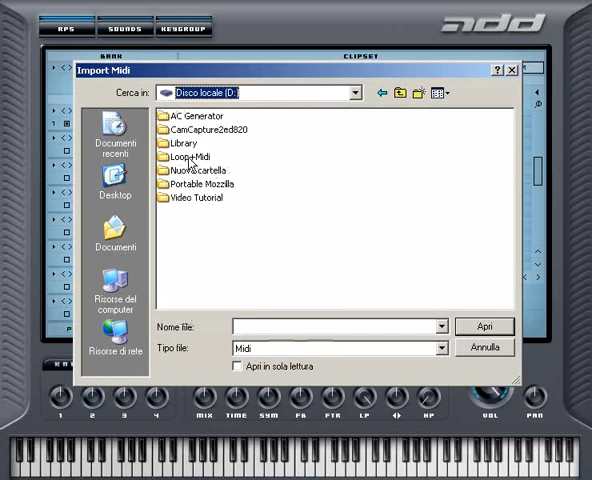 RPS SOUNDS KEYGROUP
add
BANK CLIPSET
Import Midi
Cerca in: Disco locale (D:)
AC Generator
CamCapture2ed820
Library
Loop+Midi
Nuova cartella
Portable Mozzilla
Video Tutorial
Documenti
recenti
Desktop
Documenti
Risorse del
computer
Risorse di rete
Nome file: Apri
Tipo file: Midi Annulla
Apri in sola lettura
1 2 3 4 MIX TIME SYM FB FTR LP HP VOL PAN